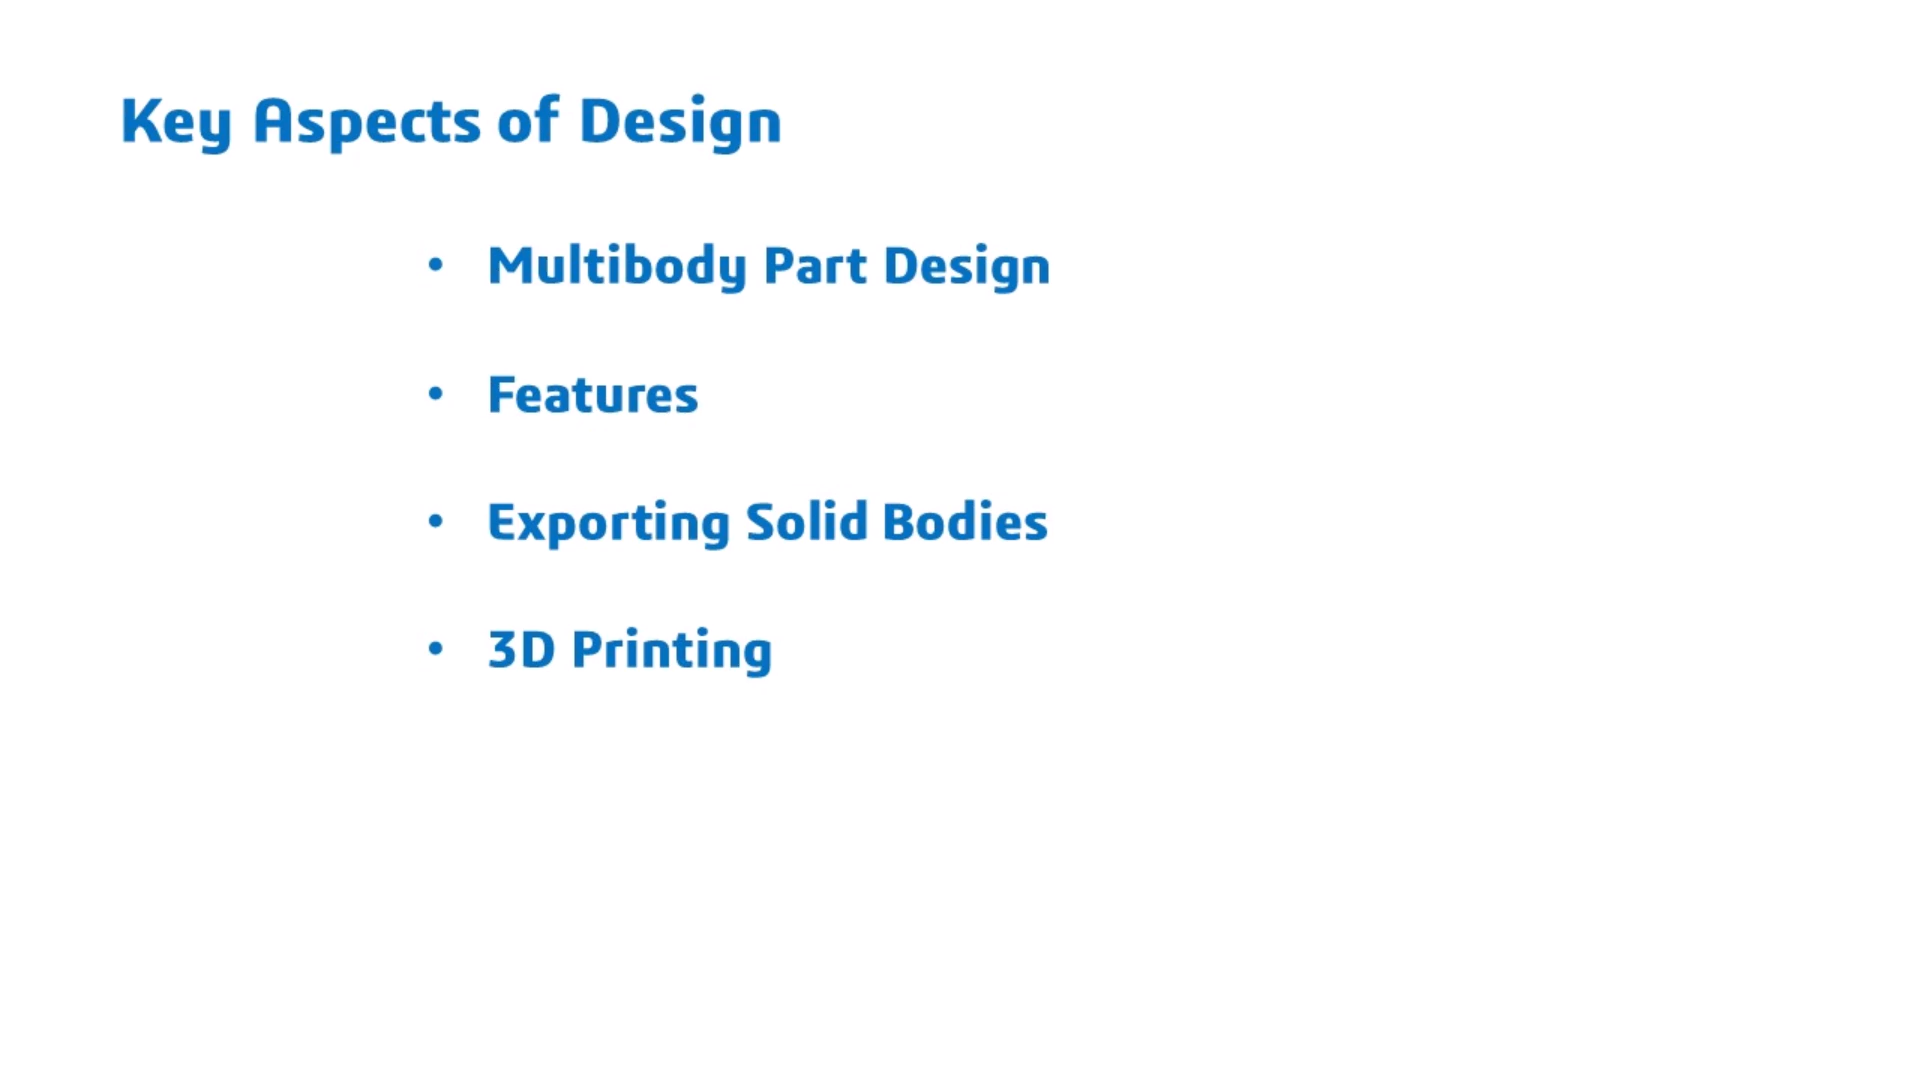 Key Aspects of Design
• Multibody Part Design
• Features
• Exporting Solid Bodies
• 3D Printing